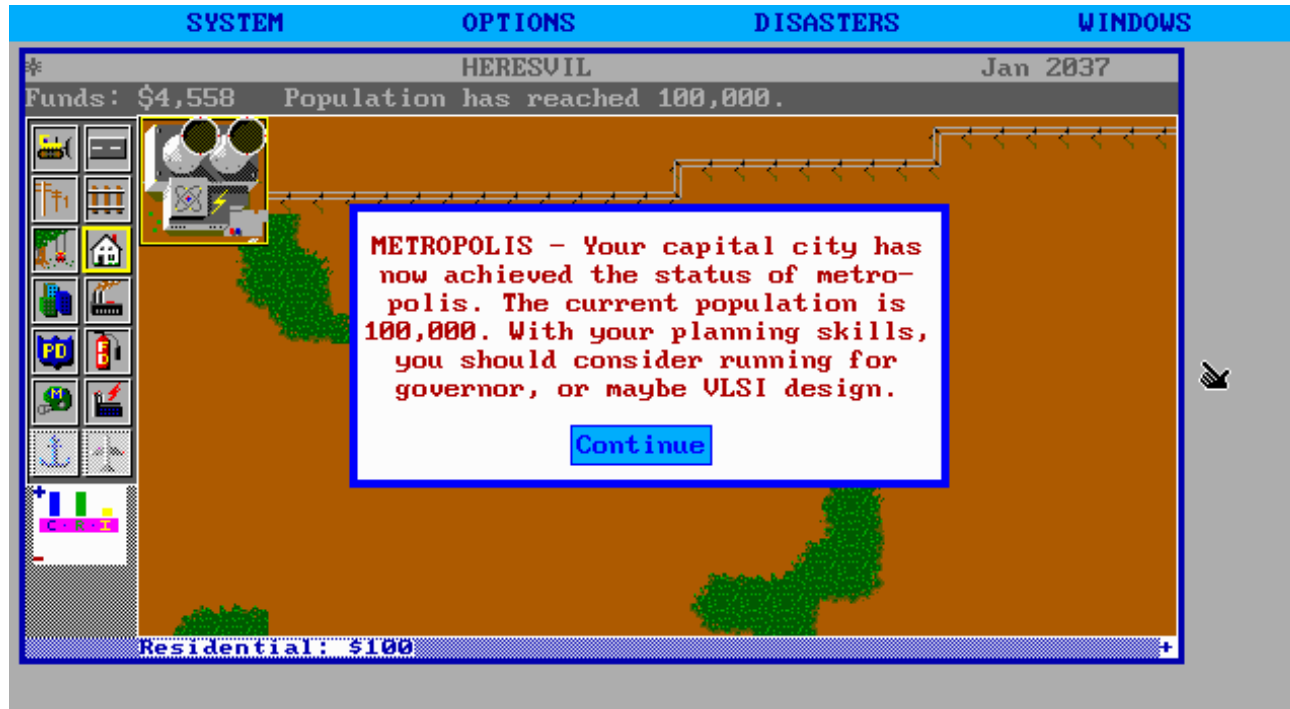 SYSTEM OPTIONS DISASTERS WINDOWS
HERESVIL Jan 2037
Funds: $4,558 Population has reached 100,000.
METROPOLIS – Your capital city has
now achieved the status of metro–
polis. The current population is
100,000. With your planning skills,
you should consider running for
governor, or maybe VLSI design.
Continue
PD
F
D
M
C · R · I
Residential: $100